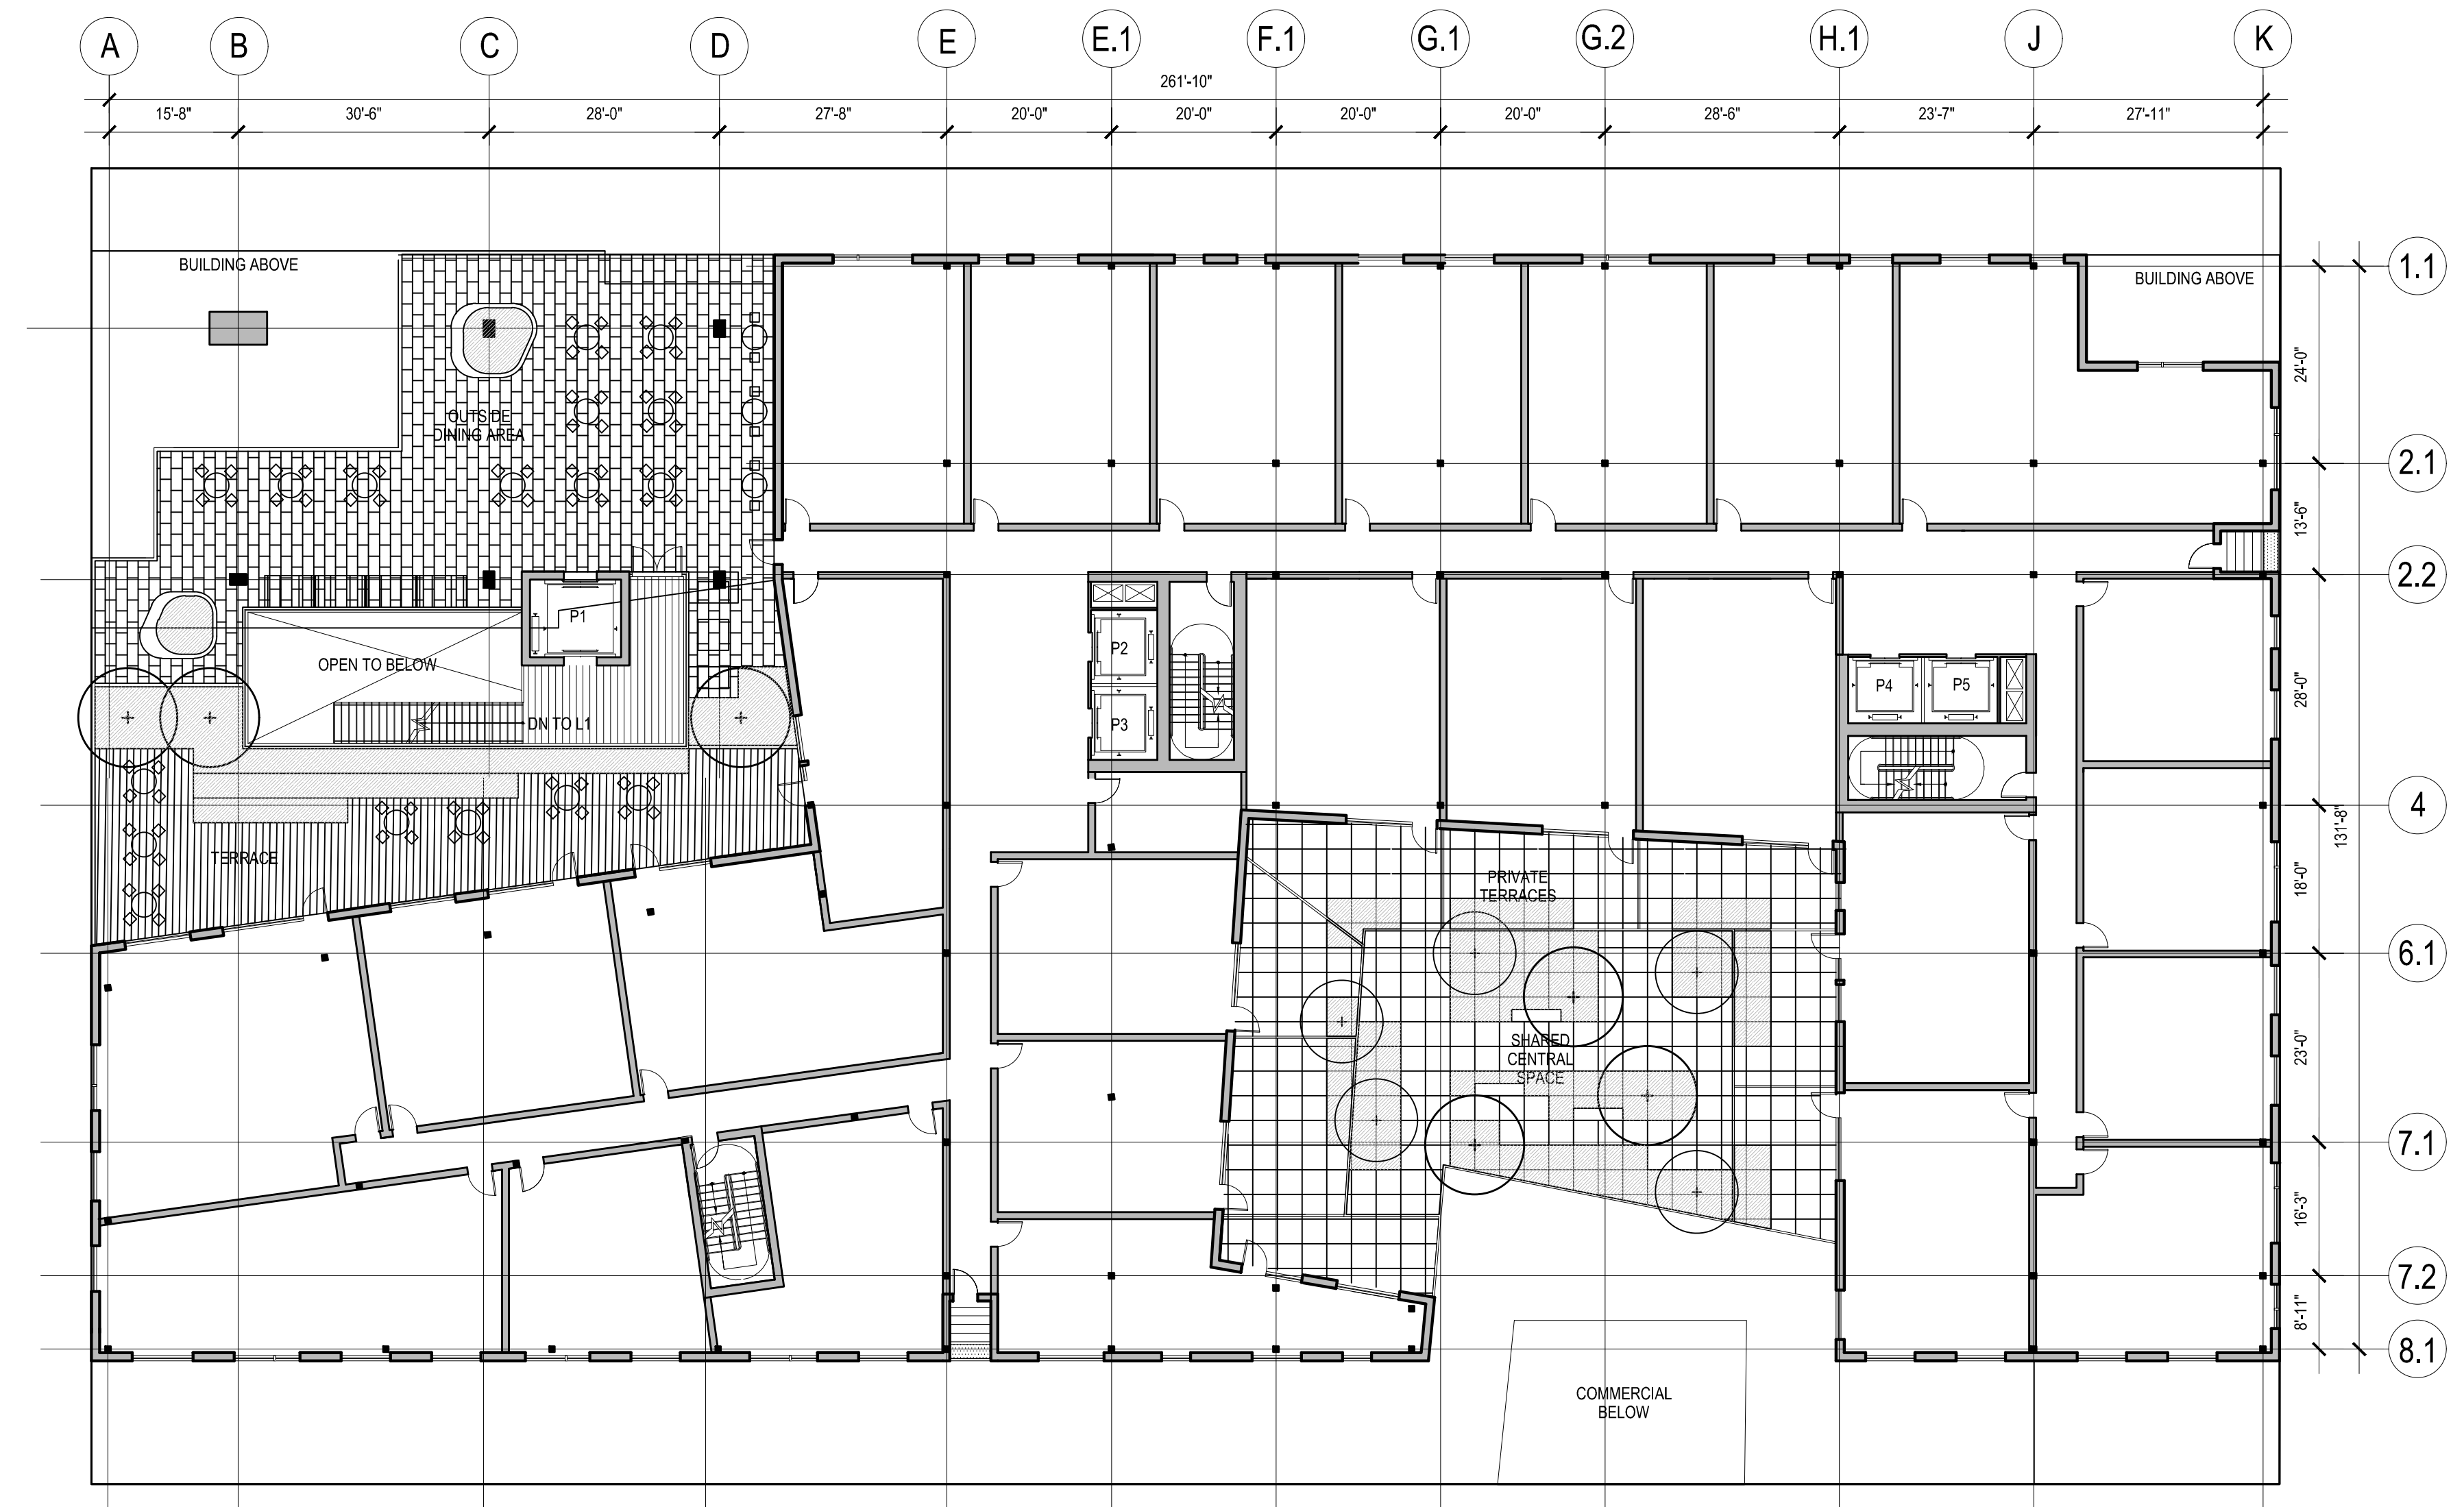 A
B
C
D
E
E.1
F.1
G.1
G.2
H.1
J
K
261'-10"
15'-8"
30'-6"
28'-0"
27'-8"
20'-0"
20'-0"
20'-0"
20'-0"
28'-6"
23'-7"
27'-11"
BUILDING ABOVE
BUILDING ABOVE
1.1
24'-0"
OUTSIDE
DINING AREA
2.1
13'-6"
2.2
P1
P2
P3
P4
P5
OPEN TO BELOW
DN TO L1
28'-0"
4
131'-8"
TERRACE
PRIVATE
TERRACES
18'-0"
6.1
SHARED
CENTRAL
SPACE
23'-0"
7.1
16'-3"
7.2
8'-11"
8.1
COMMERCIAL
BELOW